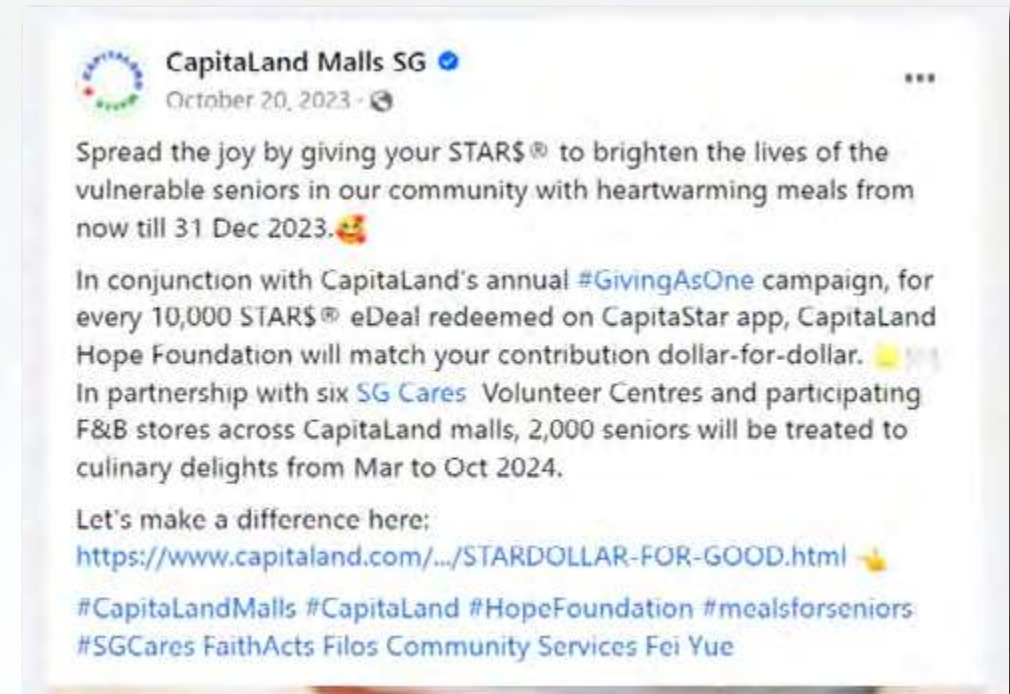 CAPITALAND
CapitaLand Malls SG
October 20, 2023 ·
Spread the joy by giving your STAR$® to brighten the lives of the
vulnerable seniors in our community with heartwarming meals from
now till 31 Dec 2023.🥰
In conjunction with CapitaLand's annual #GivingAsOne campaign, for
every 10,000 STAR$® eDeal redeemed on CapitaStar app, CapitaLand
Hope Foundation will match your contribution dollar-for-dollar.
In partnership with six SG Cares Volunteer Centres and participating
F&B stores across CapitaLand malls, 2,000 seniors will be treated to
culinary delights from Mar to Oct 2024.
Let's make a difference here:
https://www.capitaland.com/.../STARDOLLAR-FOR-GOOD.html 👈
#CapitaLandMalls #CapitaLand #HopeFoundation #mealsforseniors
#SGCares FaithActs Filos Community Services Fei Yue